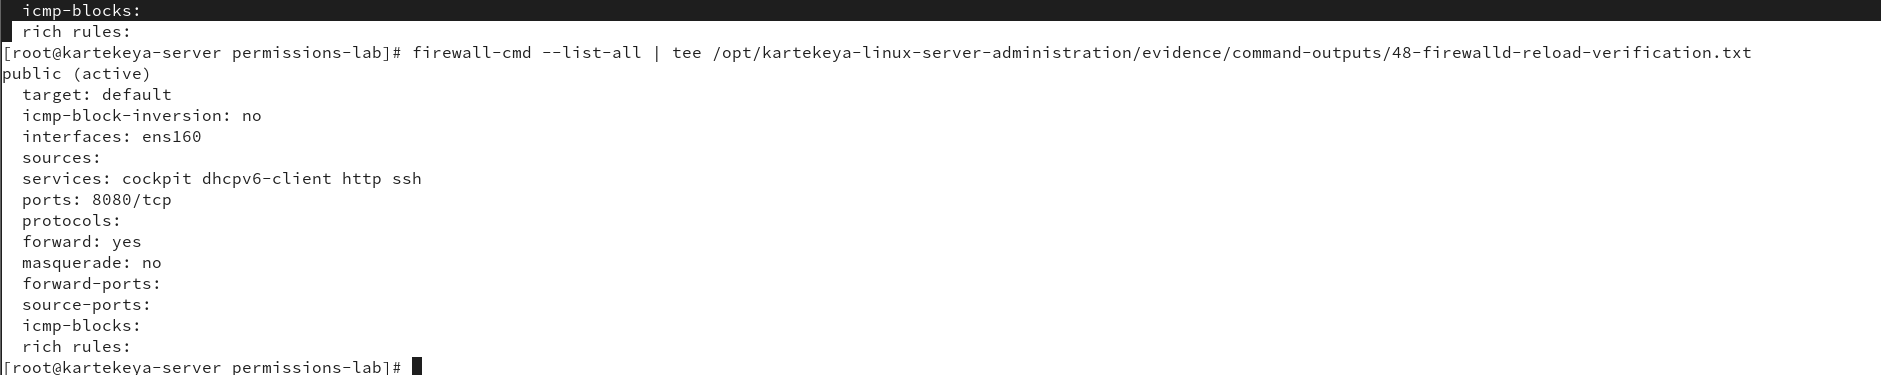 icmp-blocks:
rich rules:
[root@kartekeya-server permissions-lab]# firewall-cmd --list-all | tee /opt/kartekeya-linux-server-administration/evidence/command-outputs/48-firewalld-reload-verification.txt
public (active)
target: default
icmp-block-inversion: no
interfaces: ens160
sources:
services: cockpit dhcpv6-client http ssh
ports: 8080/tcp
protocols:
forward: yes
masquerade: no
forward-ports:
source-ports:
icmp-blocks:
rich rules:
[root@kartekeya-server permissions-lab]#